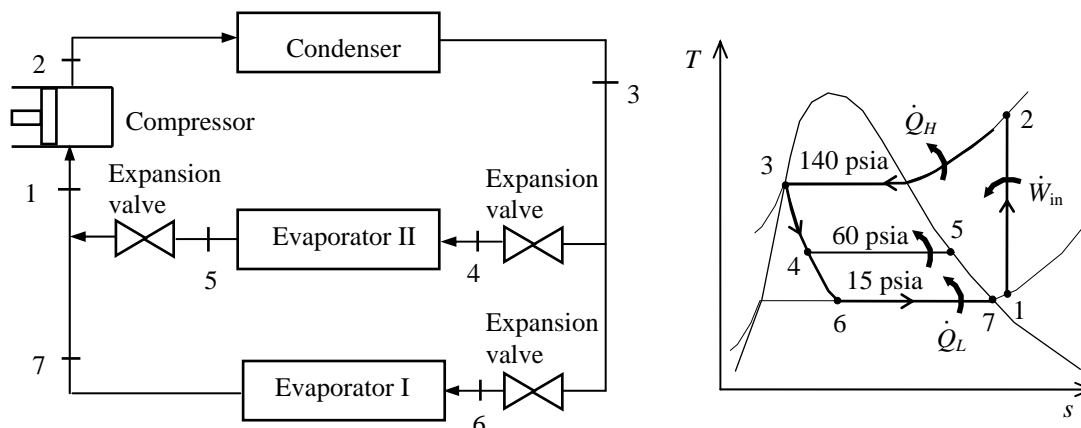 Condenser
2
3
Compressor
1
Expansion
valve
Expansion
valve
Evaporator II
5
4
Expansion
valve
7
Evaporator I
6
T
Q̇H
2
3
140 psia
Ẇin
60 psia
5
4
15 psia
6
7
1
Q̇L
s